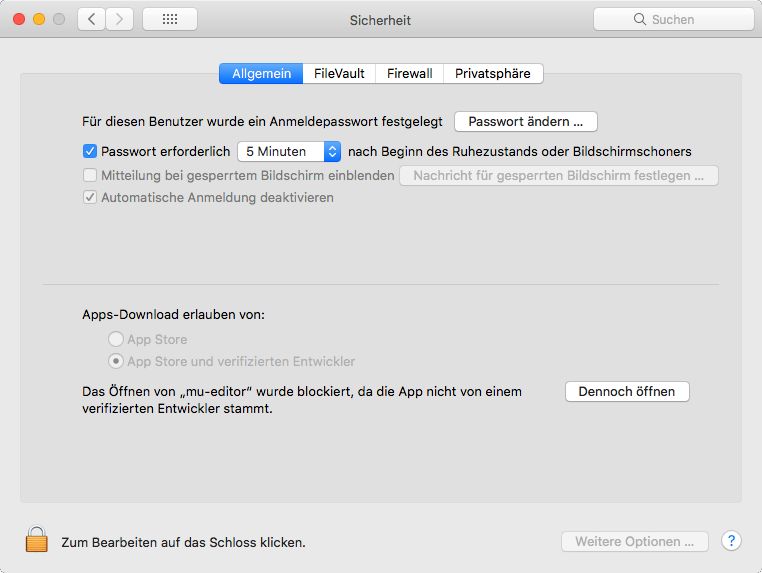 Sicherheit
Suchen
Allgemein FileVault Firewall Privatsphäre
Für diesen Benutzer wurde ein Anmeldepasswort festgelegt Passwort ändern ...
Passwort erforderlich 5 Minuten nach Beginn des Ruhezustands oder Bildschirmschoners
Mitteilung bei gesperrtem Bildschirm einblenden Nachricht für gesperrten Bildschirm festlegen ...
Automatische Anmeldung deaktivieren
Apps-Download erlauben von:
App Store
App Store und verifizierten Entwickler
Das Öffnen von „mu-editor“ wurde blockiert, da die App nicht von einem
verifizierten Entwickler stammt.
Dennoch öffnen
Zum Bearbeiten auf das Schloss klicken.
Weitere Optionen ... ?